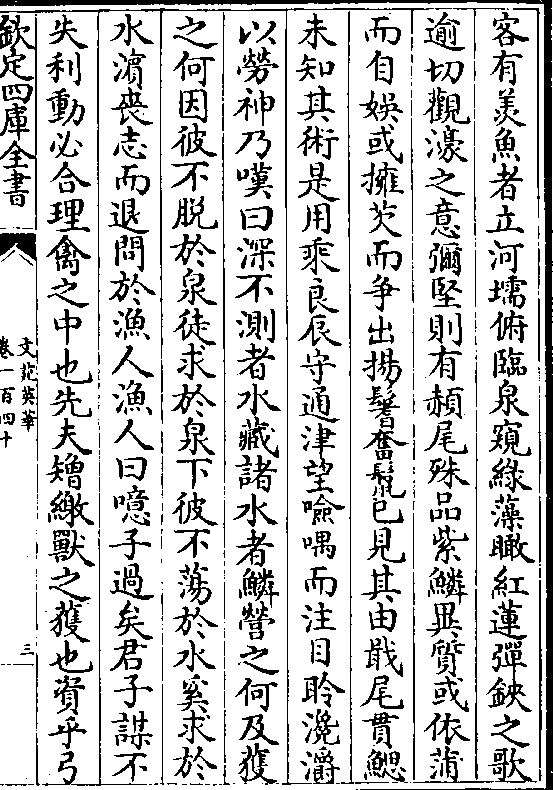 客有羨魚者立河壖俯臨泉窺綠藻瞰紅蓮彈鋏之歌
逾切觀濠之意彌堅則有赬尾殊品紫鱗異質或依蒲
而自娛或擁茨而爭出揚鬐奮鬛已見其由戢尾貫鰓
未知其術是用乘良辰守通津望噞喁而注目聆㴾灂
以勞神乃嘆曰深不測者水藏諸水者鱗營之何及獲
之何因彼不脫於泉徒求於泉下彼不蕩於水奚求於
水濵喪志而退問於漁人漁人曰噫子過矣君子謀不
失利動必合理禽之中也先夫矰繳獸之獲也資乎弓
欽定四庫全書
文苑英華
卷一百四十
三